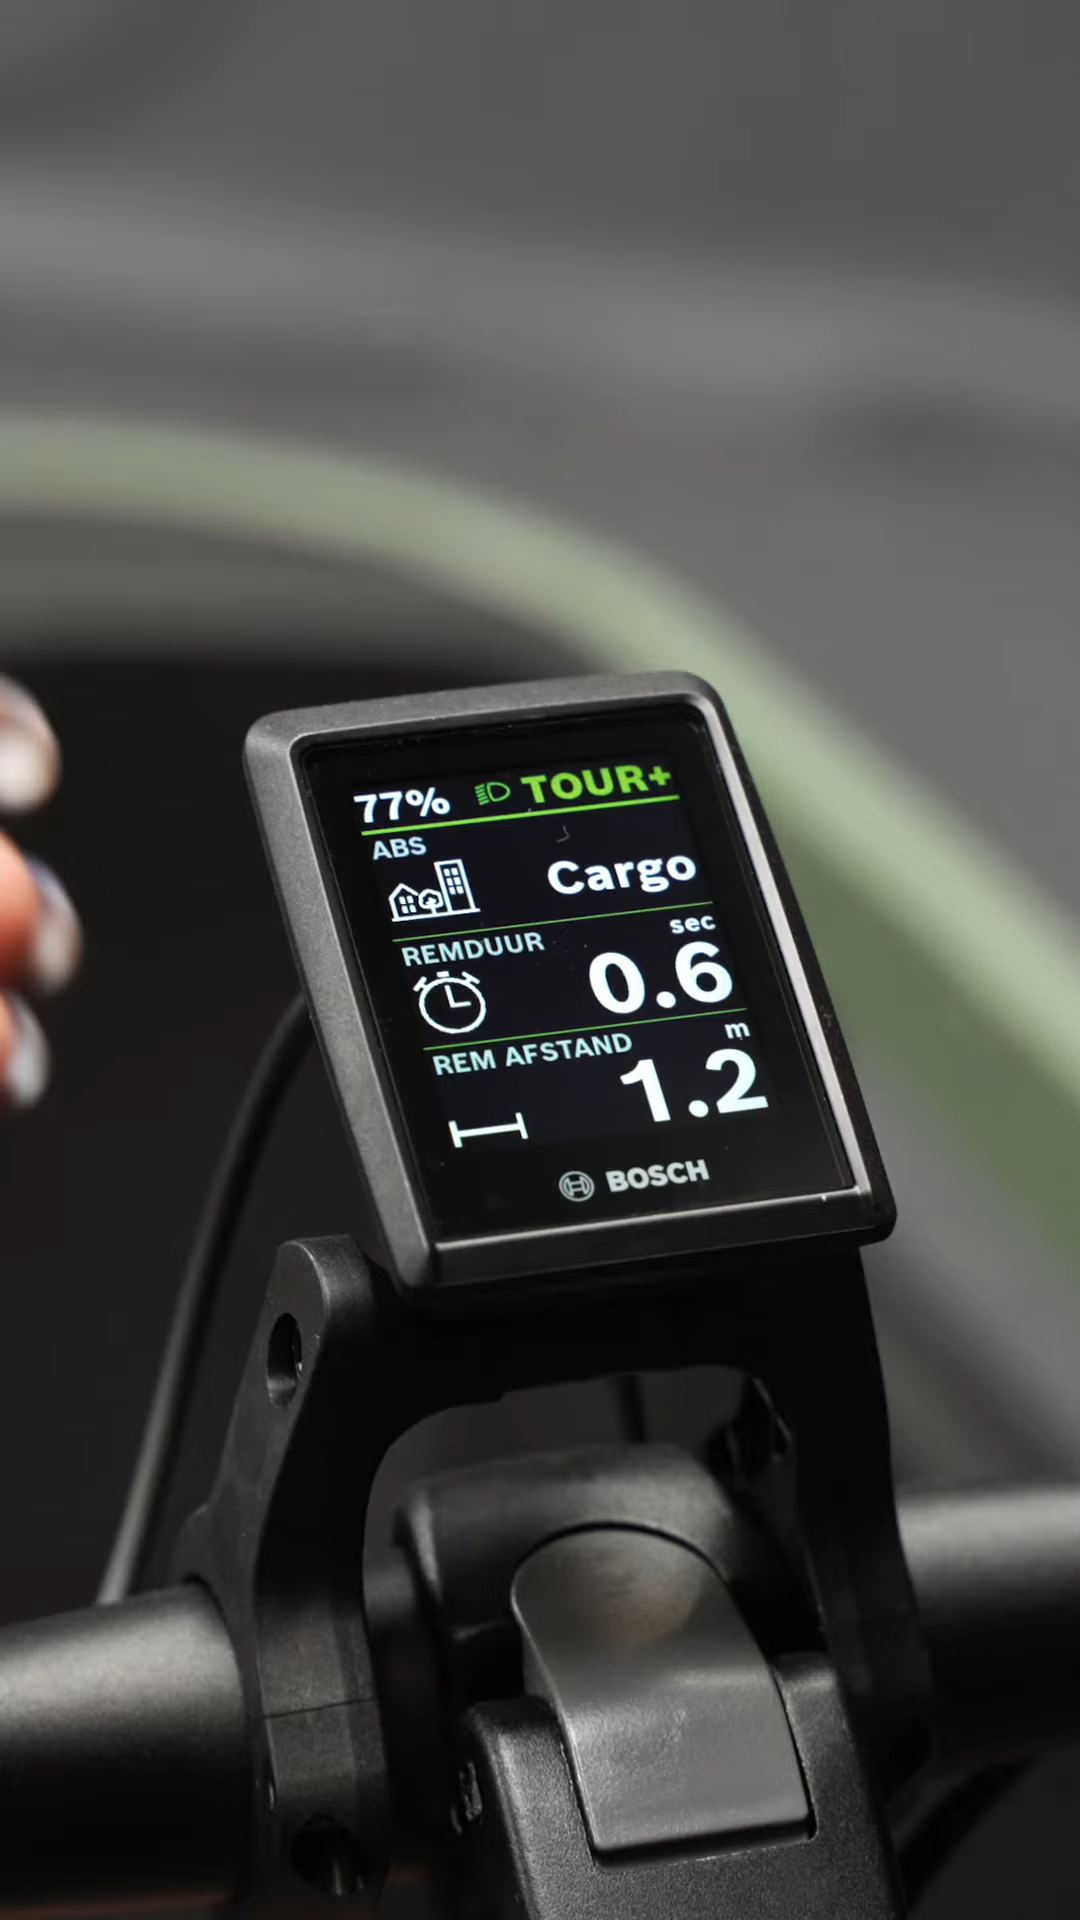 77% TOUR+
ABS
Cargo
REMDUUR
sec
0.6
REM AFSTAND
m
1.2
BOSCH